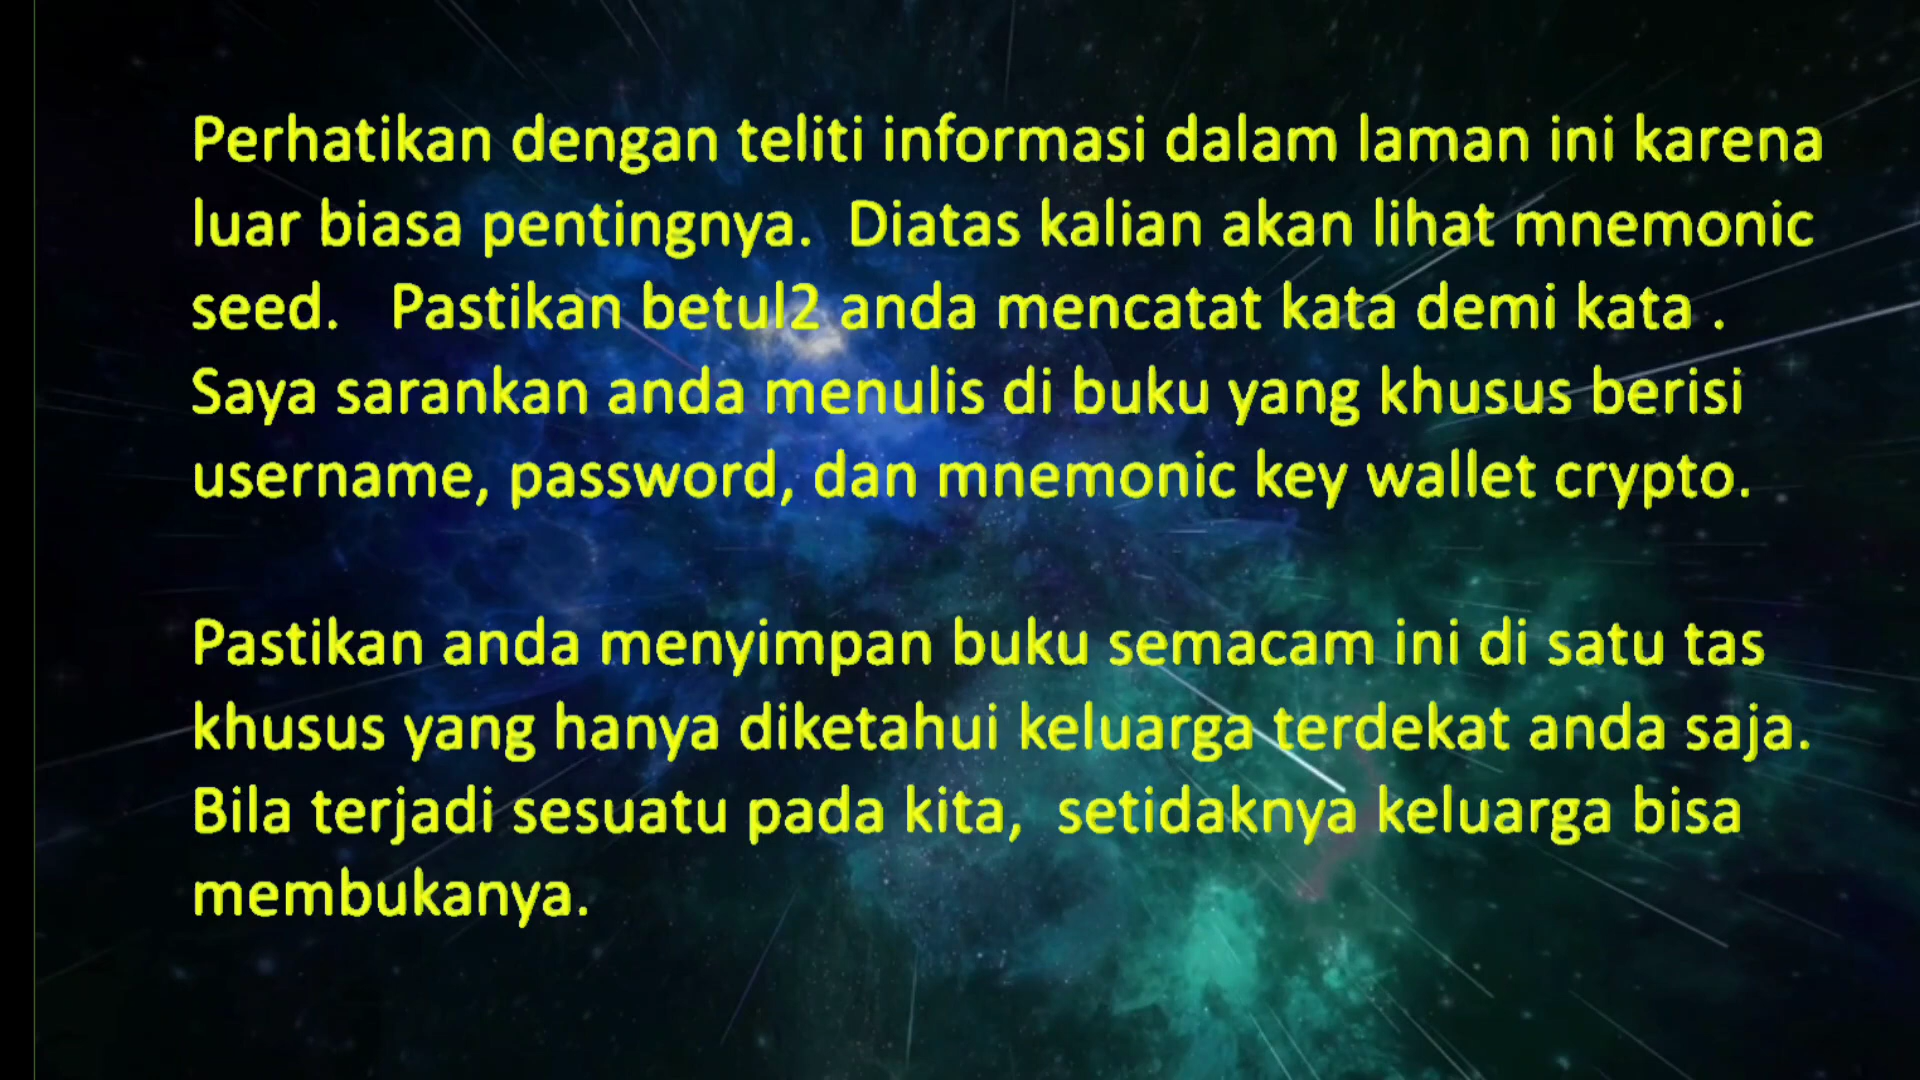 Perhatikan dengan teliti informasi dalam laman ini karena
luar biasa pentingnya.  Diatas kalian akan lihat mnemonic
seed.   Pastikan betul2 anda mencatat kata demi kata .
Saya sarankan anda menulis di buku yang khusus berisi
username, password, dan mnemonic key wallet crypto.
Pastikan anda menyimpan buku semacam ini di satu tas
khusus yang hanya diketahui keluarga terdekat anda saja.
Bila terjadi sesuatu pada kita,  setidaknya keluarga bisa
membukanya.